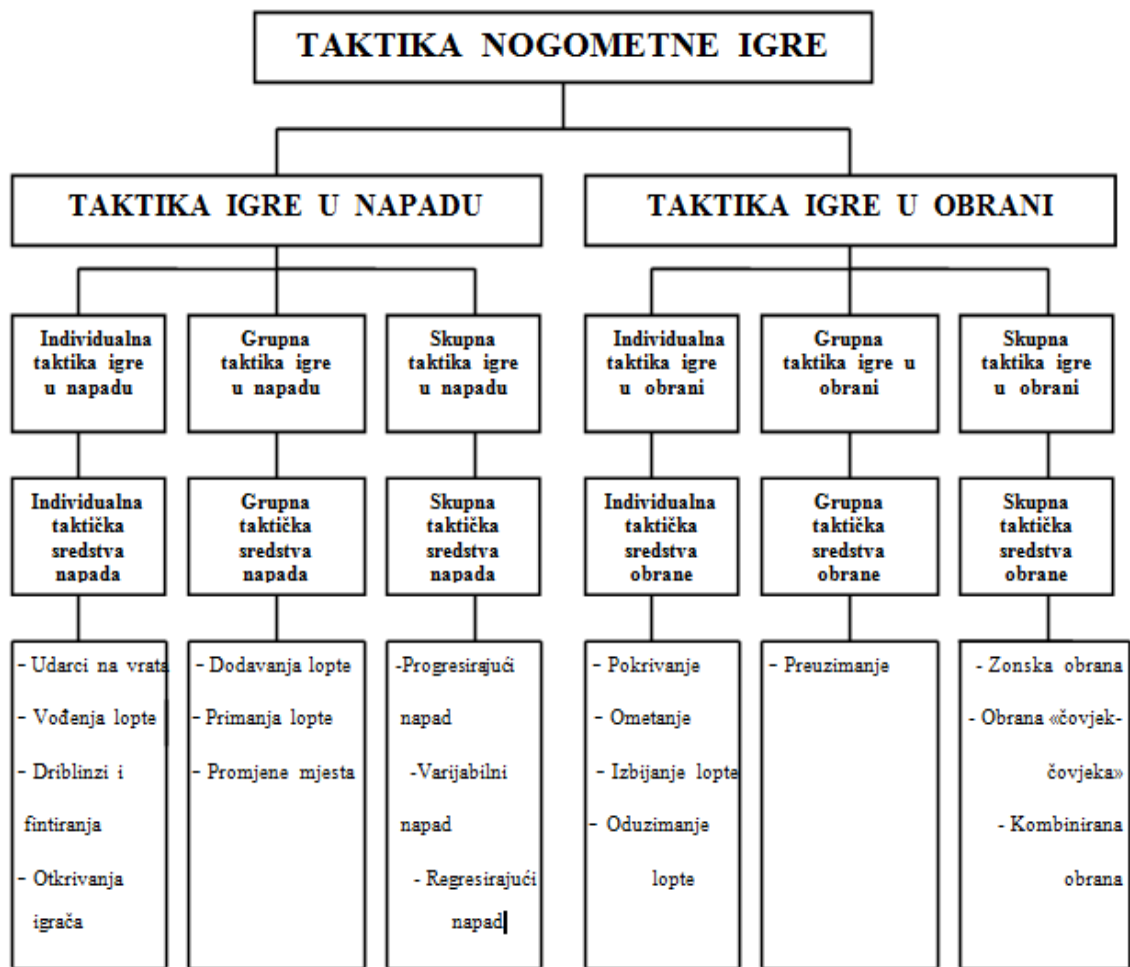 TAKTIKA NOGOMETNE IGRE
TAKTIKA IGRE U NAPADU
TAKTIKA IGRE U OBRANI
Individualna
taktika igre
u napadu
Grupna
taktika igre
u napadu
Skupna
taktika igre
u napadu
Individualna
taktika igre
u obrani
Grupna
taktika igre u
obrani
Skupna
taktika igre
u obrani
Individualna
taktička
sredstva
napada
Grupna
taktička
sredstva
napada
Skupna
taktička
sredstva
napada
Individualna
taktička
sredstva
obrane
Grupna
taktička
sredstva
obrane
Skupna
taktička
sredstva
obrane
- Udarci na vrata
- Vođenja lopte
- Driblinzi i
fintiranja
- Otkrivanja
igrača
- Dodavanja lopte
- Primanja lopte
- Promjene mjesta
-Progresirajući
napad
-Varijabilni
napad
- Regresirajući
napad
- Pokrivanje
- Ometanje
- Izbijanje lopte
- Oduzimanje
lopte
- Preuzimanje
- Zonska obrana
- Obrana «čovjek-
čovjeka»
- Kombinirana
obrana